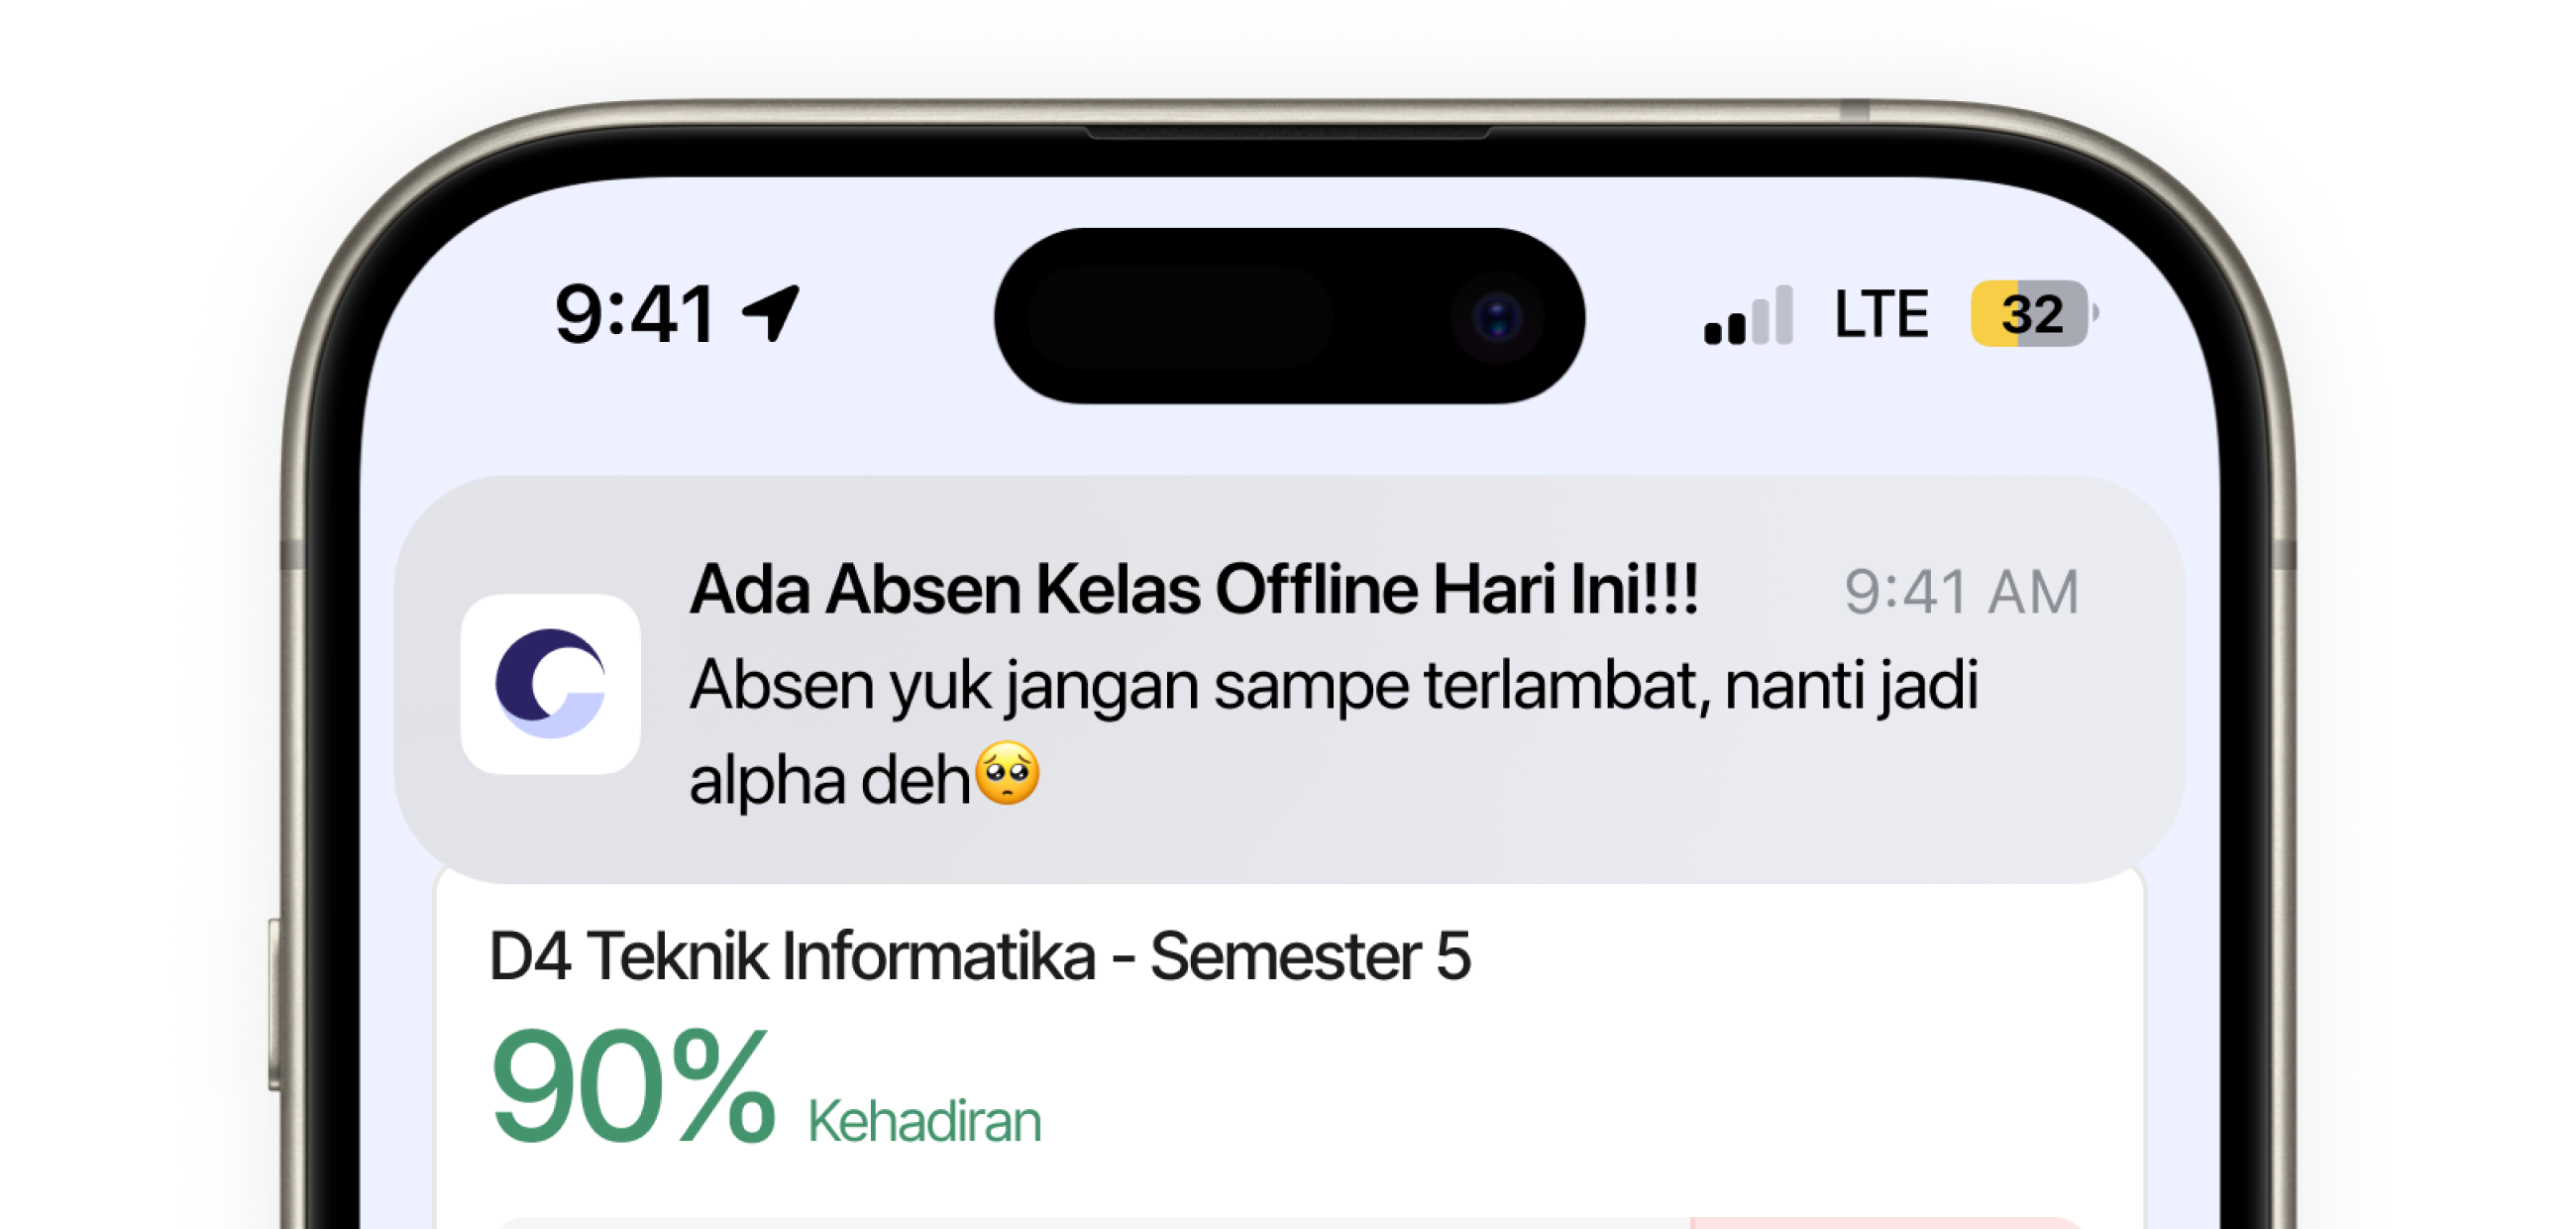 9:41 LTE 32
Ada Absen Kelas Offline Hari Ini!!! 9:41 AM
Absen yuk jangan sampe terlambat, nanti jadi
alpha deh🥺
D4 Teknik Informatika - Semester 5
90% Kehadiran